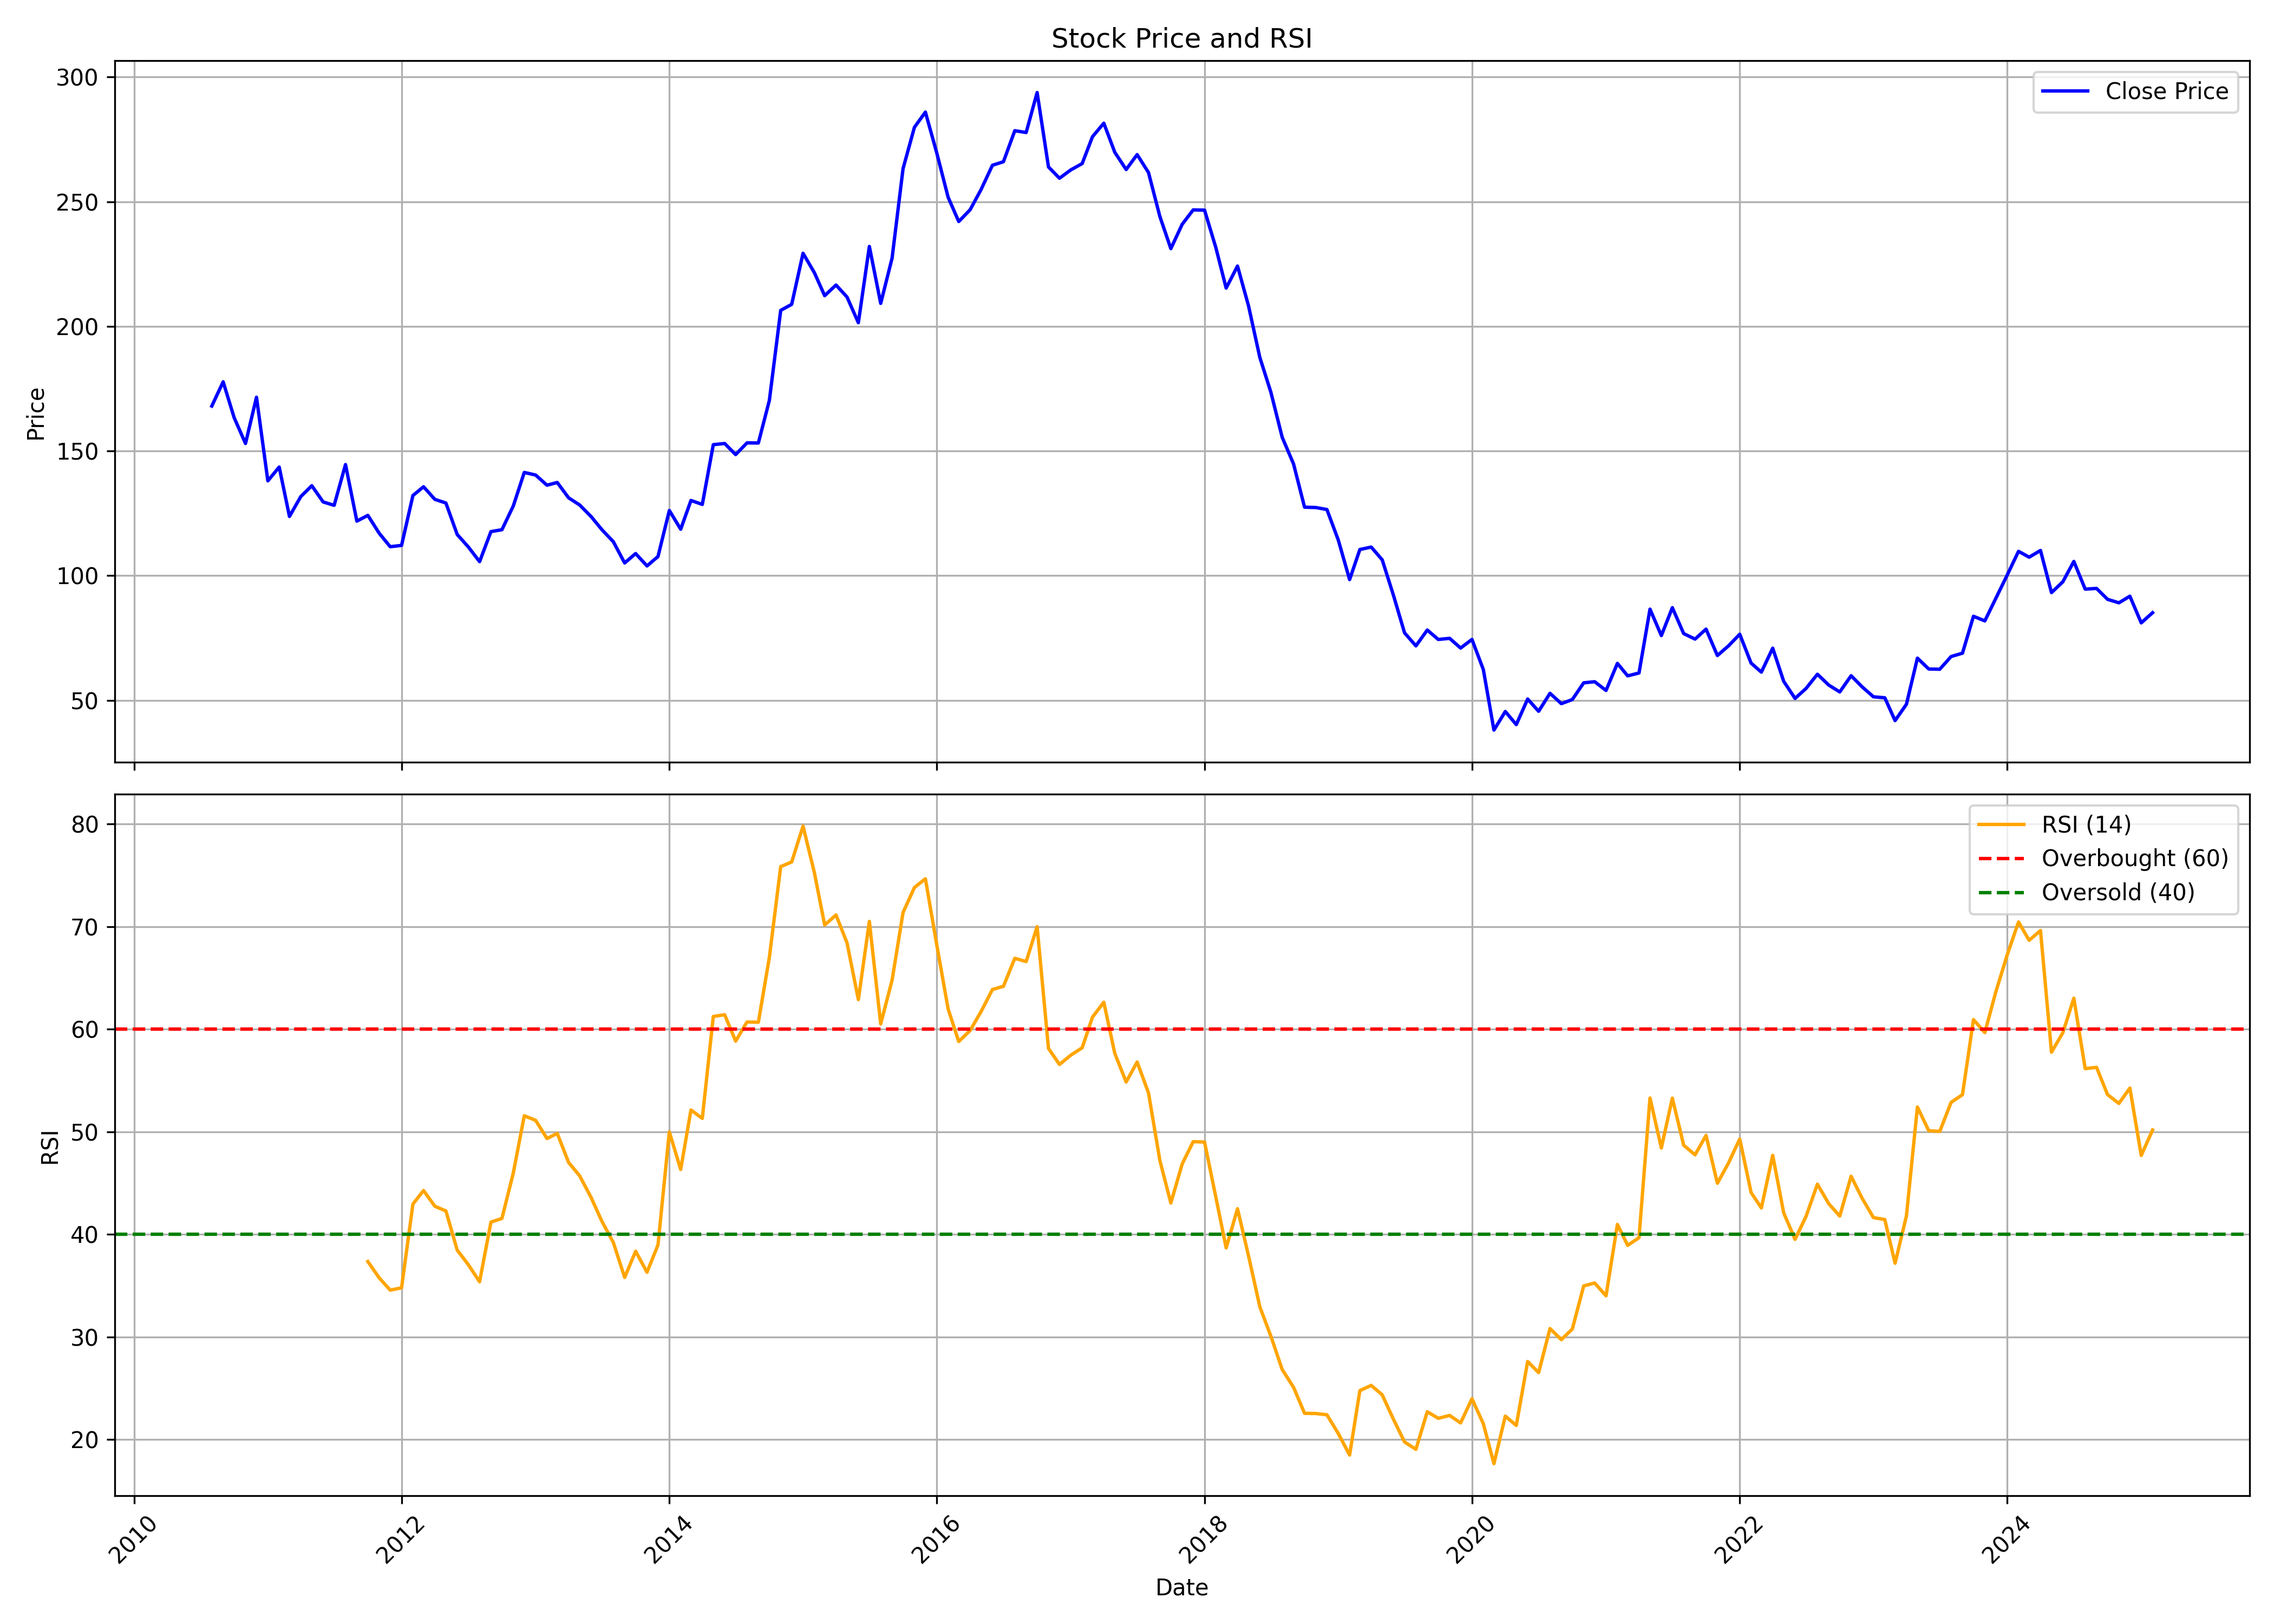 Stock Price and RSI
300
250
200
150
100
50
Price
Close Price
80
70
60
50
40
30
20
RSI
RSI (14)
Overbought (60)
Oversold (40)
2010
2012
2014
2016
2018
2020
2022
2024
Date